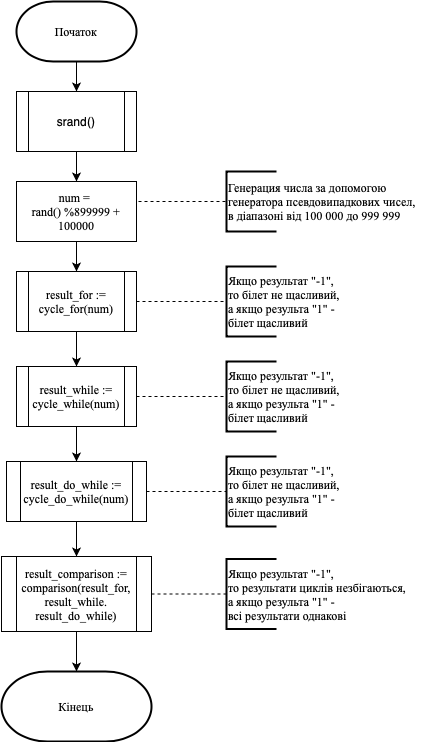 Початок
srand()
num =
rand() %899999 +
100000
Генерация числа за допомогою
генератора псевдовипадкових чисел,
в діапазоні від 100 000 до 999 999
result_for :=
cycle_for(num)
Якщо результат "-1",
то білет не щасливий,
а якщо результа "1" -
білет щасливий
result_while :=
cycle_while(num)
Якщо результат "-1",
то білет не щасливий,
а якщо результа "1" -
білет щасливий
result_do_while :=
cycle_do_while(num)
Якщо результат "-1",
то білет не щасливий,
а якщо результа "1" -
білет щасливий
result_comparison :=
comparison(result_for,
result_while.
result_do_while)
Якщо результат "-1",
то результати циклів незбігаються,
а якщо результа "1" -
всі результати однакові
Кінець